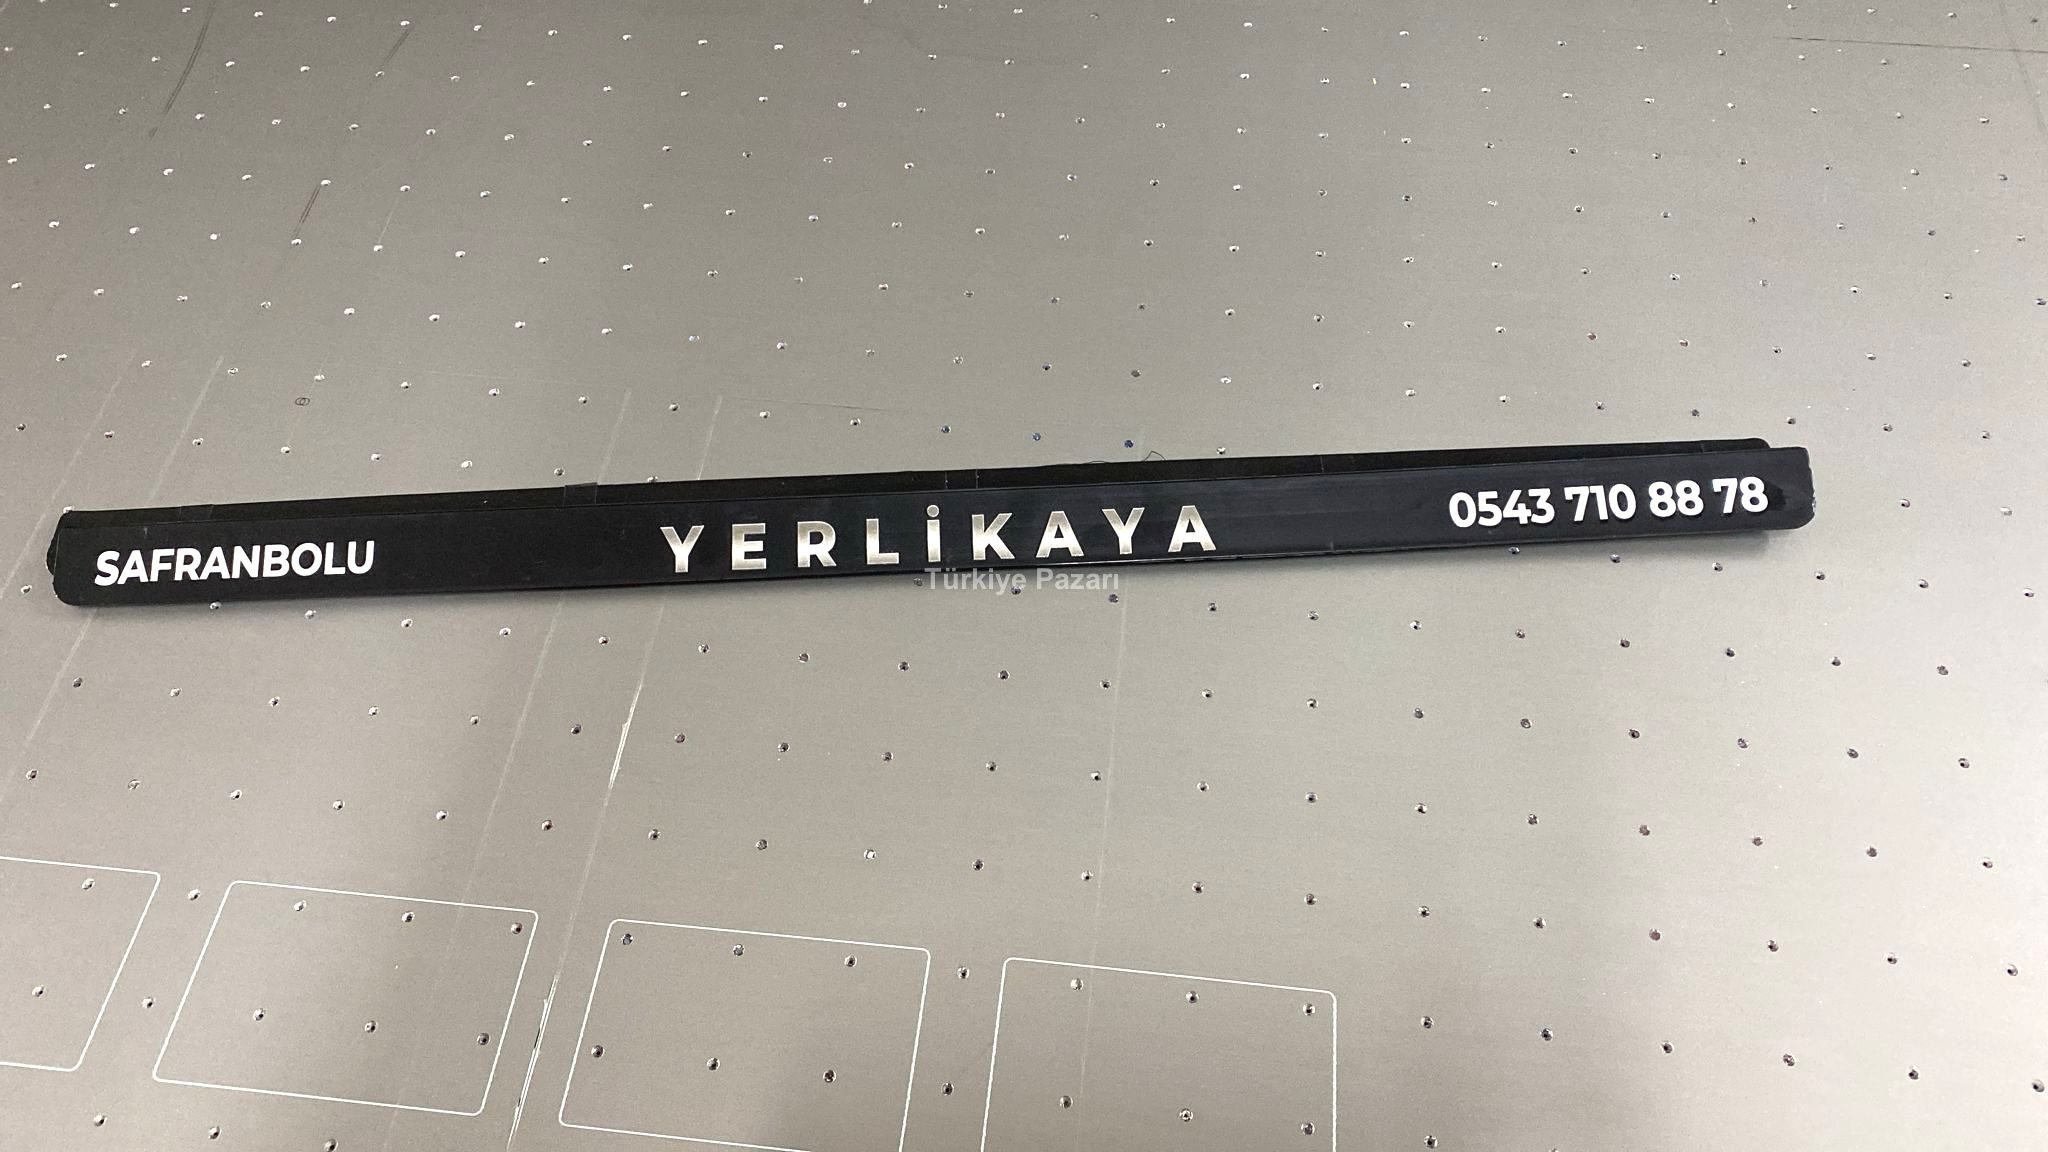 SAFRANBOLU YERLİKAYA 0543 710 88 78
Türkiye Pazarı